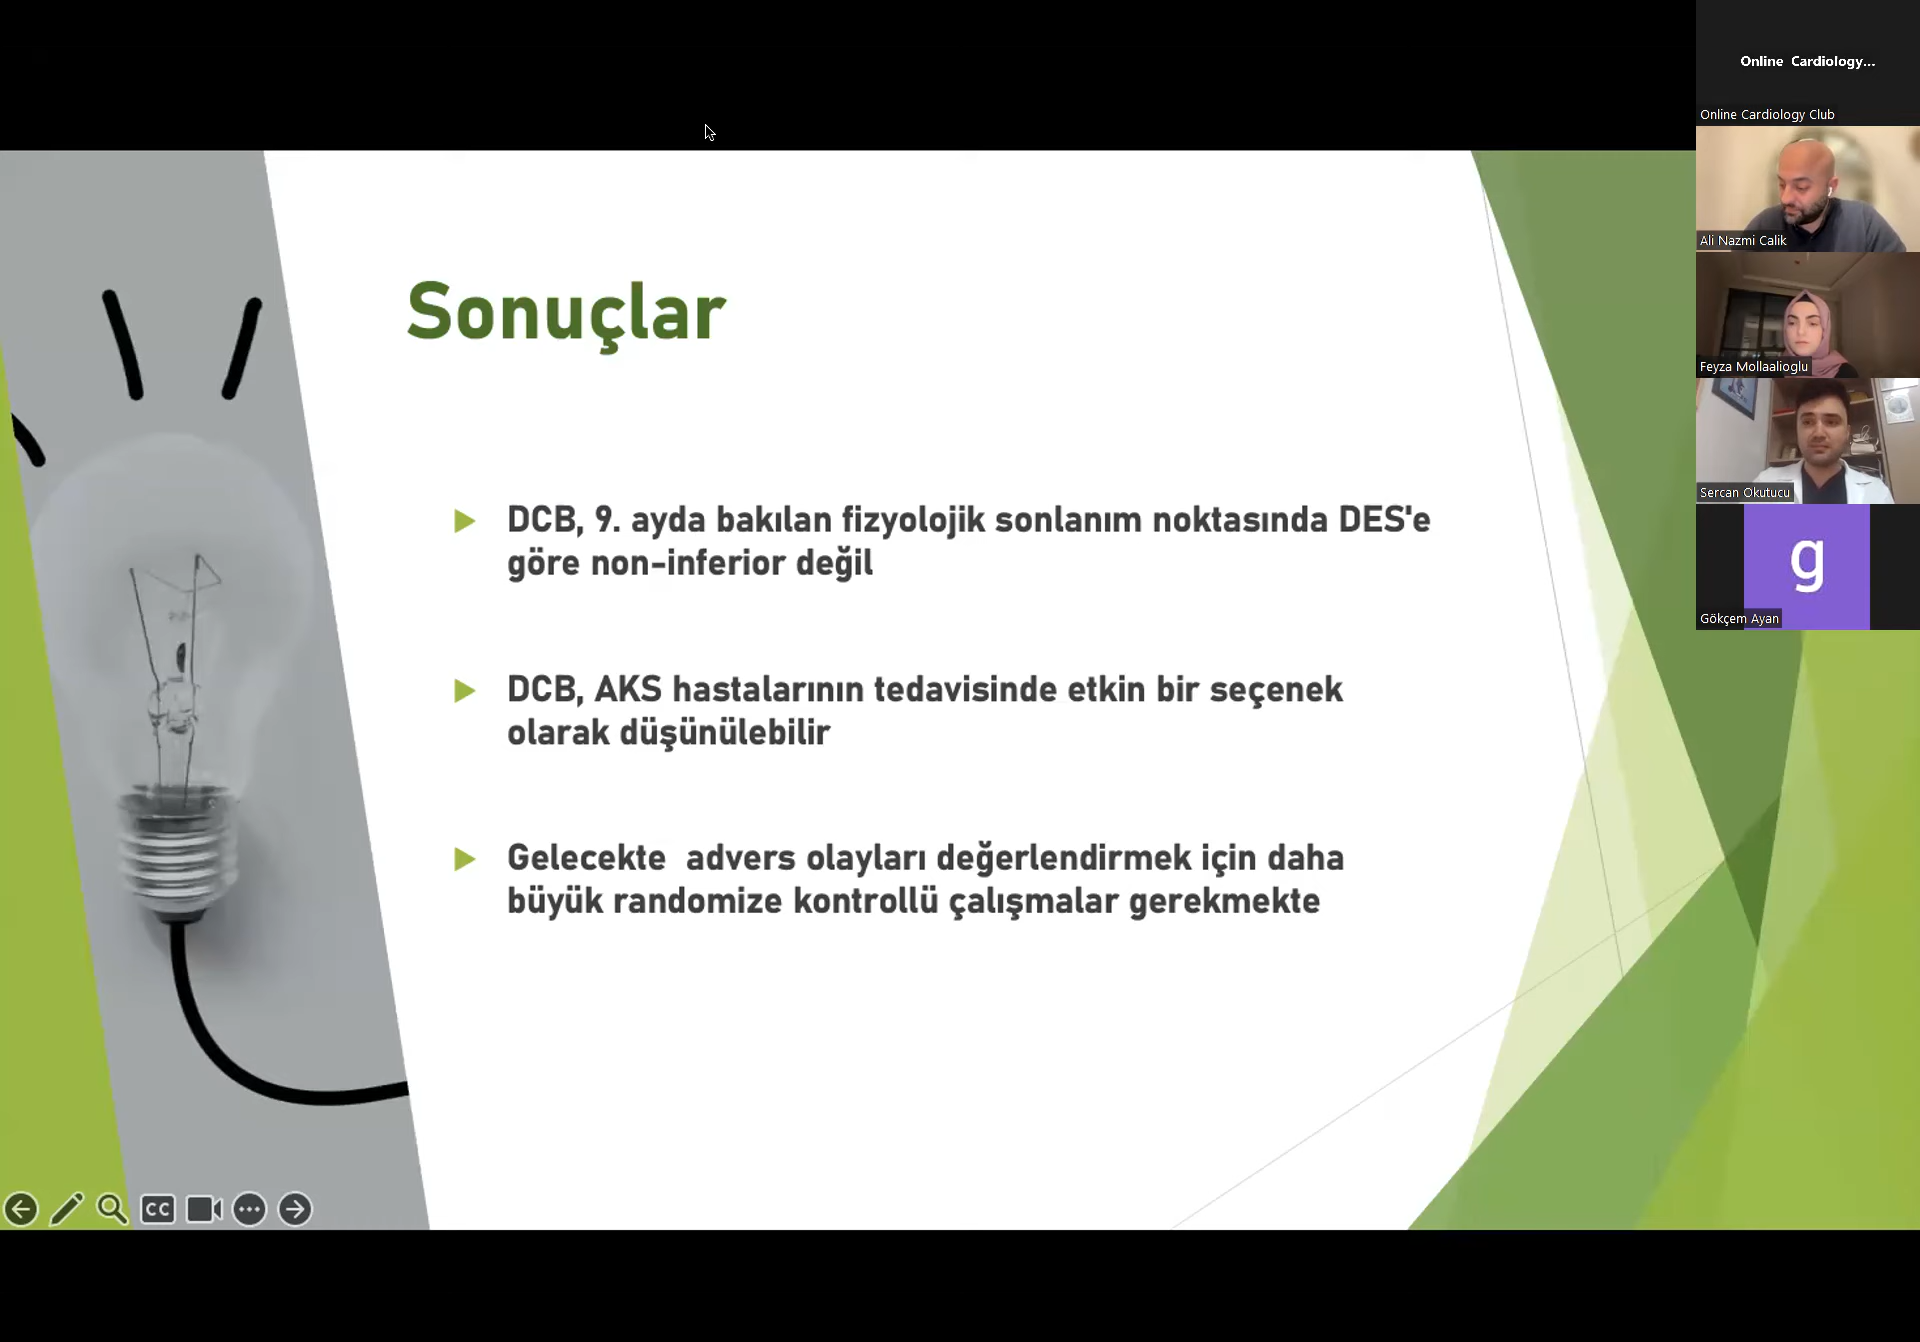 Online Cardiology...
Online Cardiology Club
Ali Nazmi Calik
Feyza Mollaalioglu
Sercan Okutucu
g
Gökçem Ayan
Sonuçlar
DCB, 9. ayda bakılan fizyolojik sonlanım noktasında DES'e
göre non-inferior değil
DCB, AKS hastalarının tedavisinde etkin bir seçenek
olarak düşünülebilir
Gelecekte advers olayları değerlendirmek için daha
büyük randomize kontrollü çalışmalar gerekmekte
CC